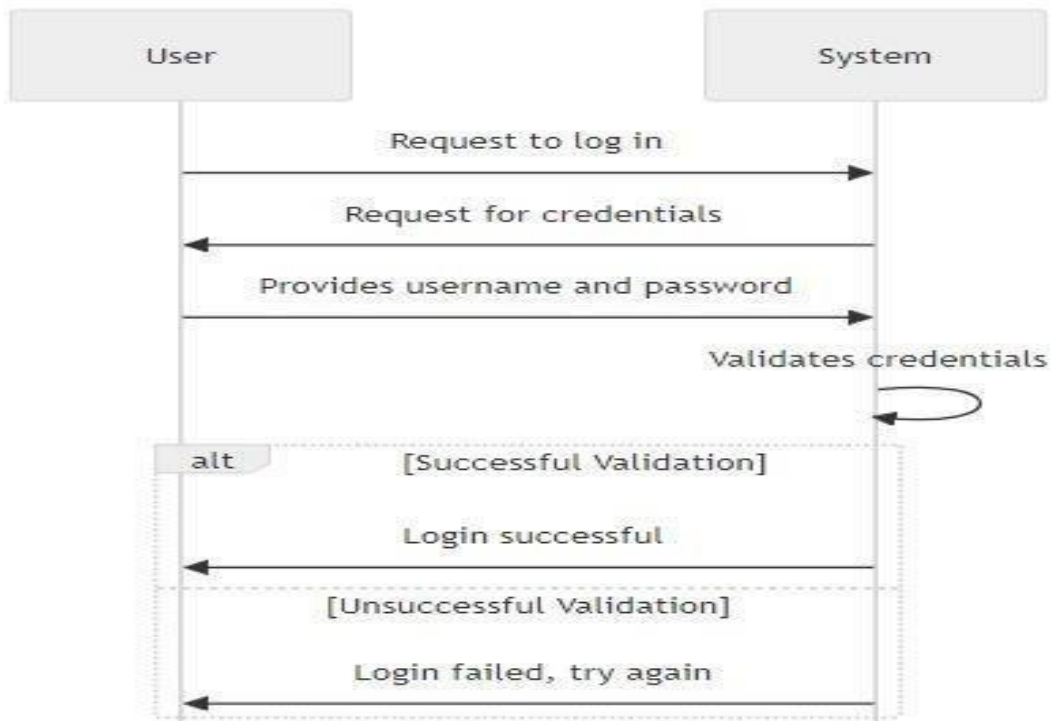 User
System
Request to log in
Request for credentials
Provides username and password
Validates credentials
alt
[Successful Validation]
Login successful
[Unsuccessful Validation]
Login failed, try again